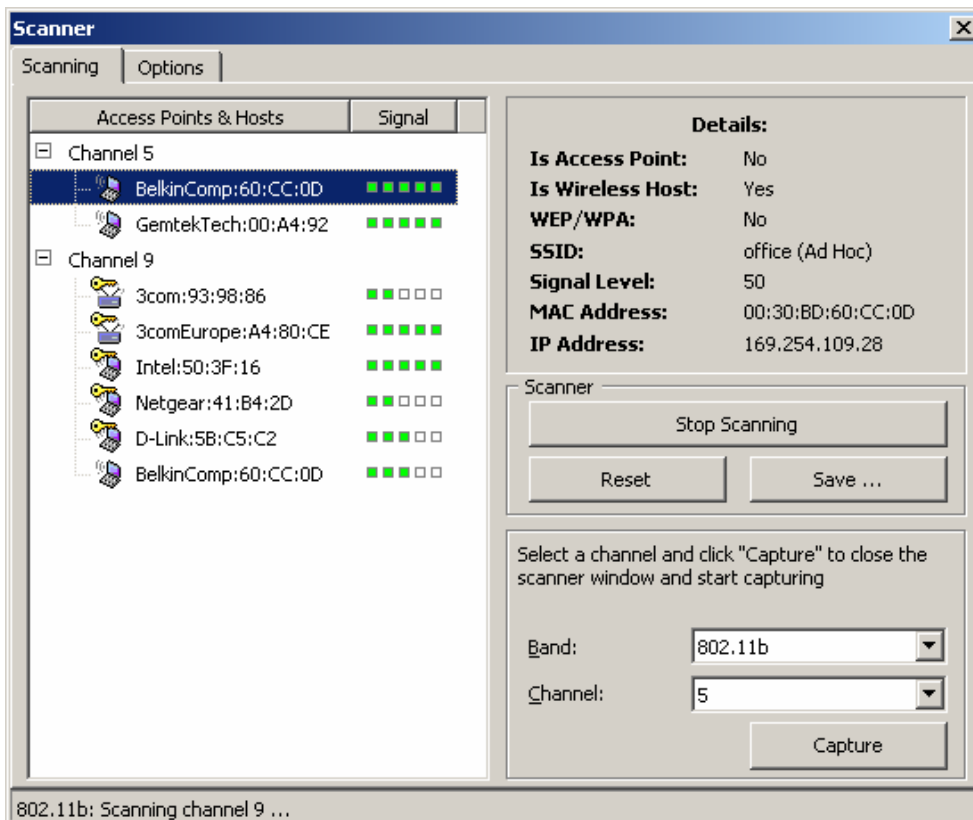 Scanner
Scanning Options
Access Points & Hosts Signal
Channel 5
BelkinComp:60:CC:0D
GemtekTech:00:A4:92
Channel 9
3com:93:98:86
3comEurope:A4:80:CE
Intel:50:3F:16
Netgear:41:B4:2D
D-Link:5B:C5:C2
BelkinComp:60:CC:0D
Details:
Is Access Point: No
Is Wireless Host: Yes
WEP/WPA: No
SSID: office (Ad Hoc)
Signal Level: 50
MAC Address: 00:30:BD:60:CC:0D
IP Address: 169.254.109.28
Scanner
Stop Scanning
Reset Save ...
Select a channel and click "Capture" to close the
scanner window and start capturing
Band: 802.11b
Channel: 5
Capture
802.11b: Scanning channel 9 ...